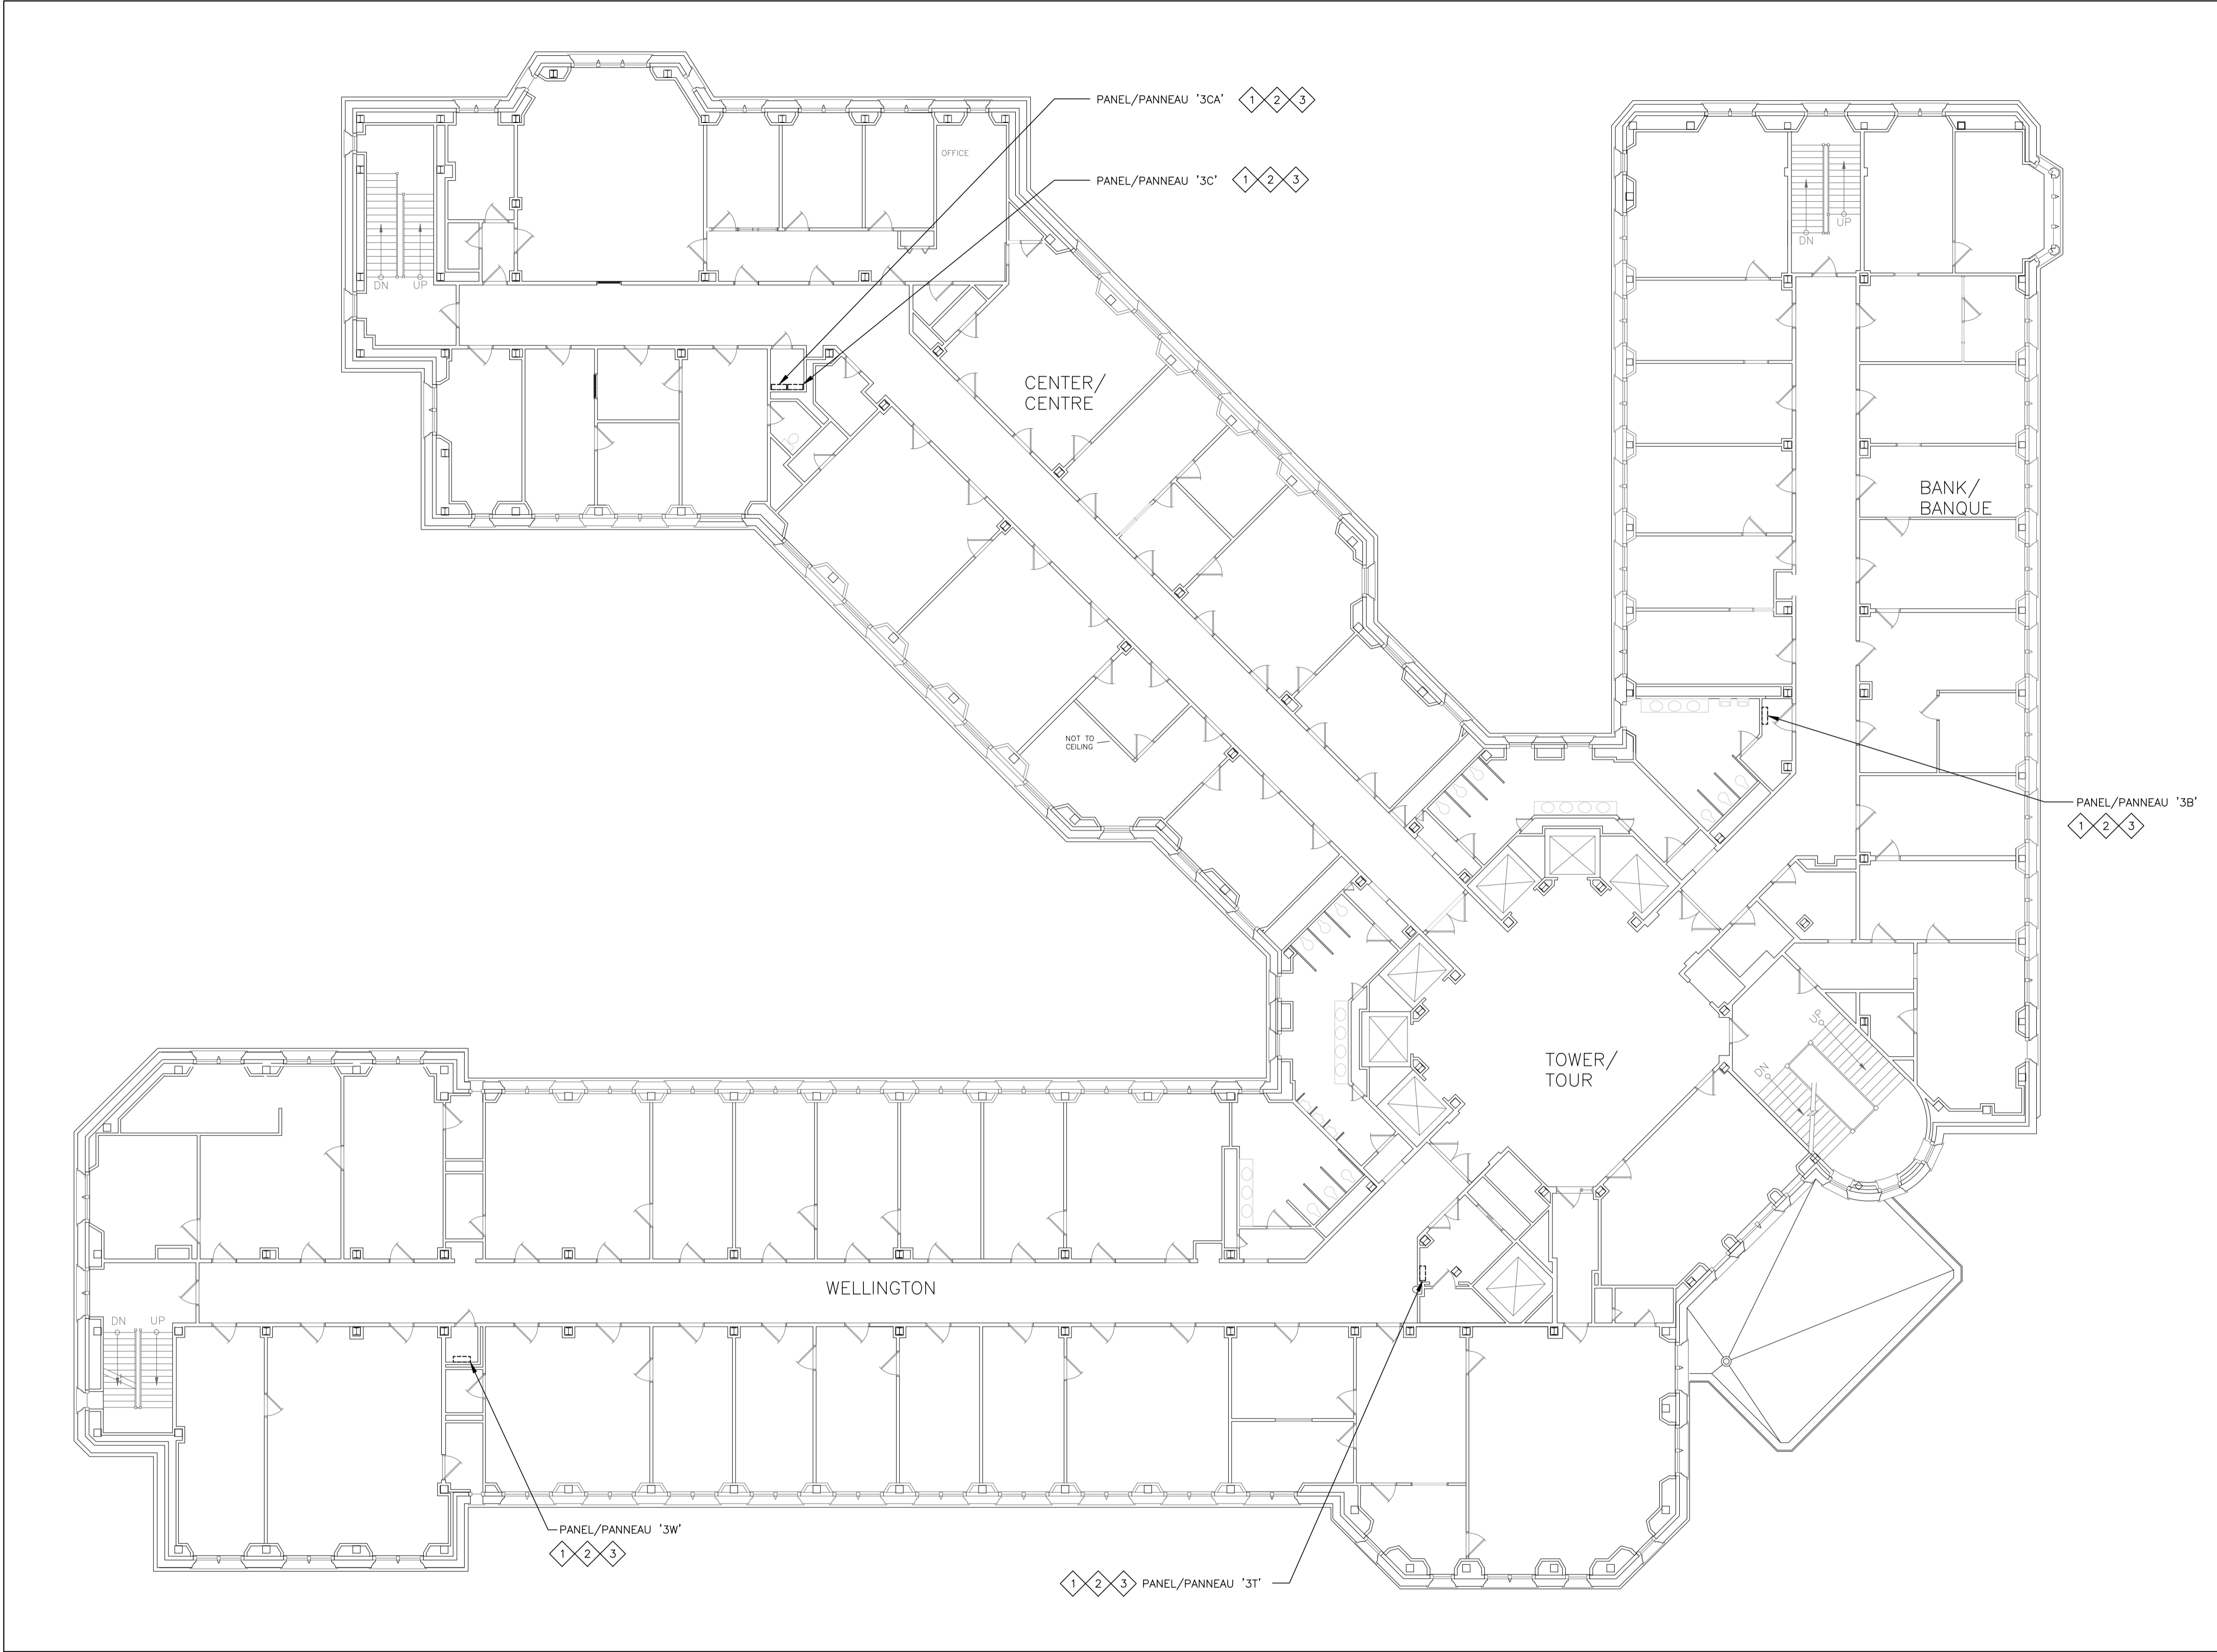 PANEL/PANNEAU '3CA' 1 2 3
OFFICE
PANEL/PANNEAU '3C' 1 2 3
DN UP
UP
DN
CENTER/
CENTRE
BANK/
BANQUE
NOT TO
CEILING
PANEL/PANNEAU '3B'
1 2 3
UP
DN
TOWER/
TOUR
WELLINGTON
DN UP
PANEL/PANNEAU '3W'
1 2 3
1 2 3 PANEL/PANNEAU '3T'